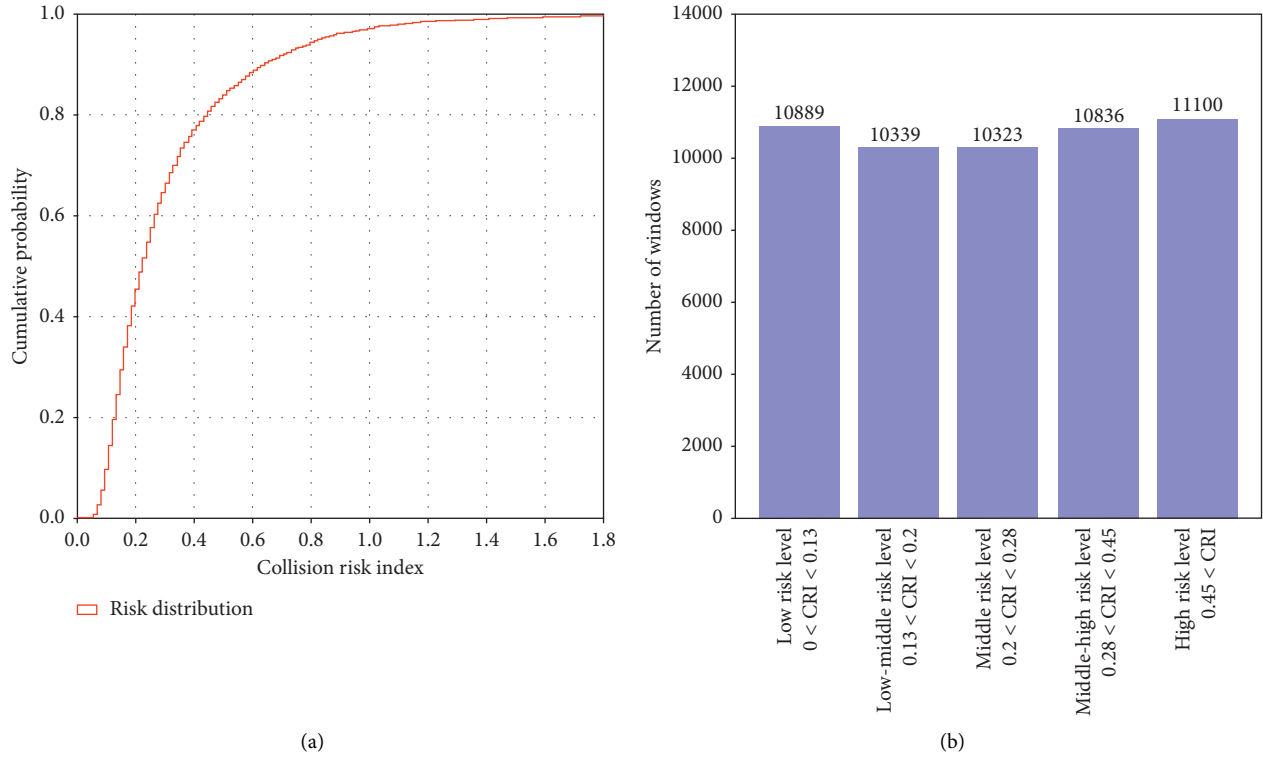 1.0
0.8
0.6
0.4
0.2
0.0
Cumulative probability
0.0 0.2 0.4 0.6 0.8 1.0 1.2 1.4 1.6 1.8
Collision risk index
Risk distribution
(a)
14000
12000
10000
8000
6000
4000
2000
0
Number of windows
10889
10339
10323
10836
11100
Low risk level
0 < CRI < 0.13
Low-middle risk level
0.13 < CRI < 0.2
Middle risk level
0.2 < CRI < 0.28
Middle-high risk level
0.28 < CRI < 0.45
High risk level
0.45 < CRI
(b)